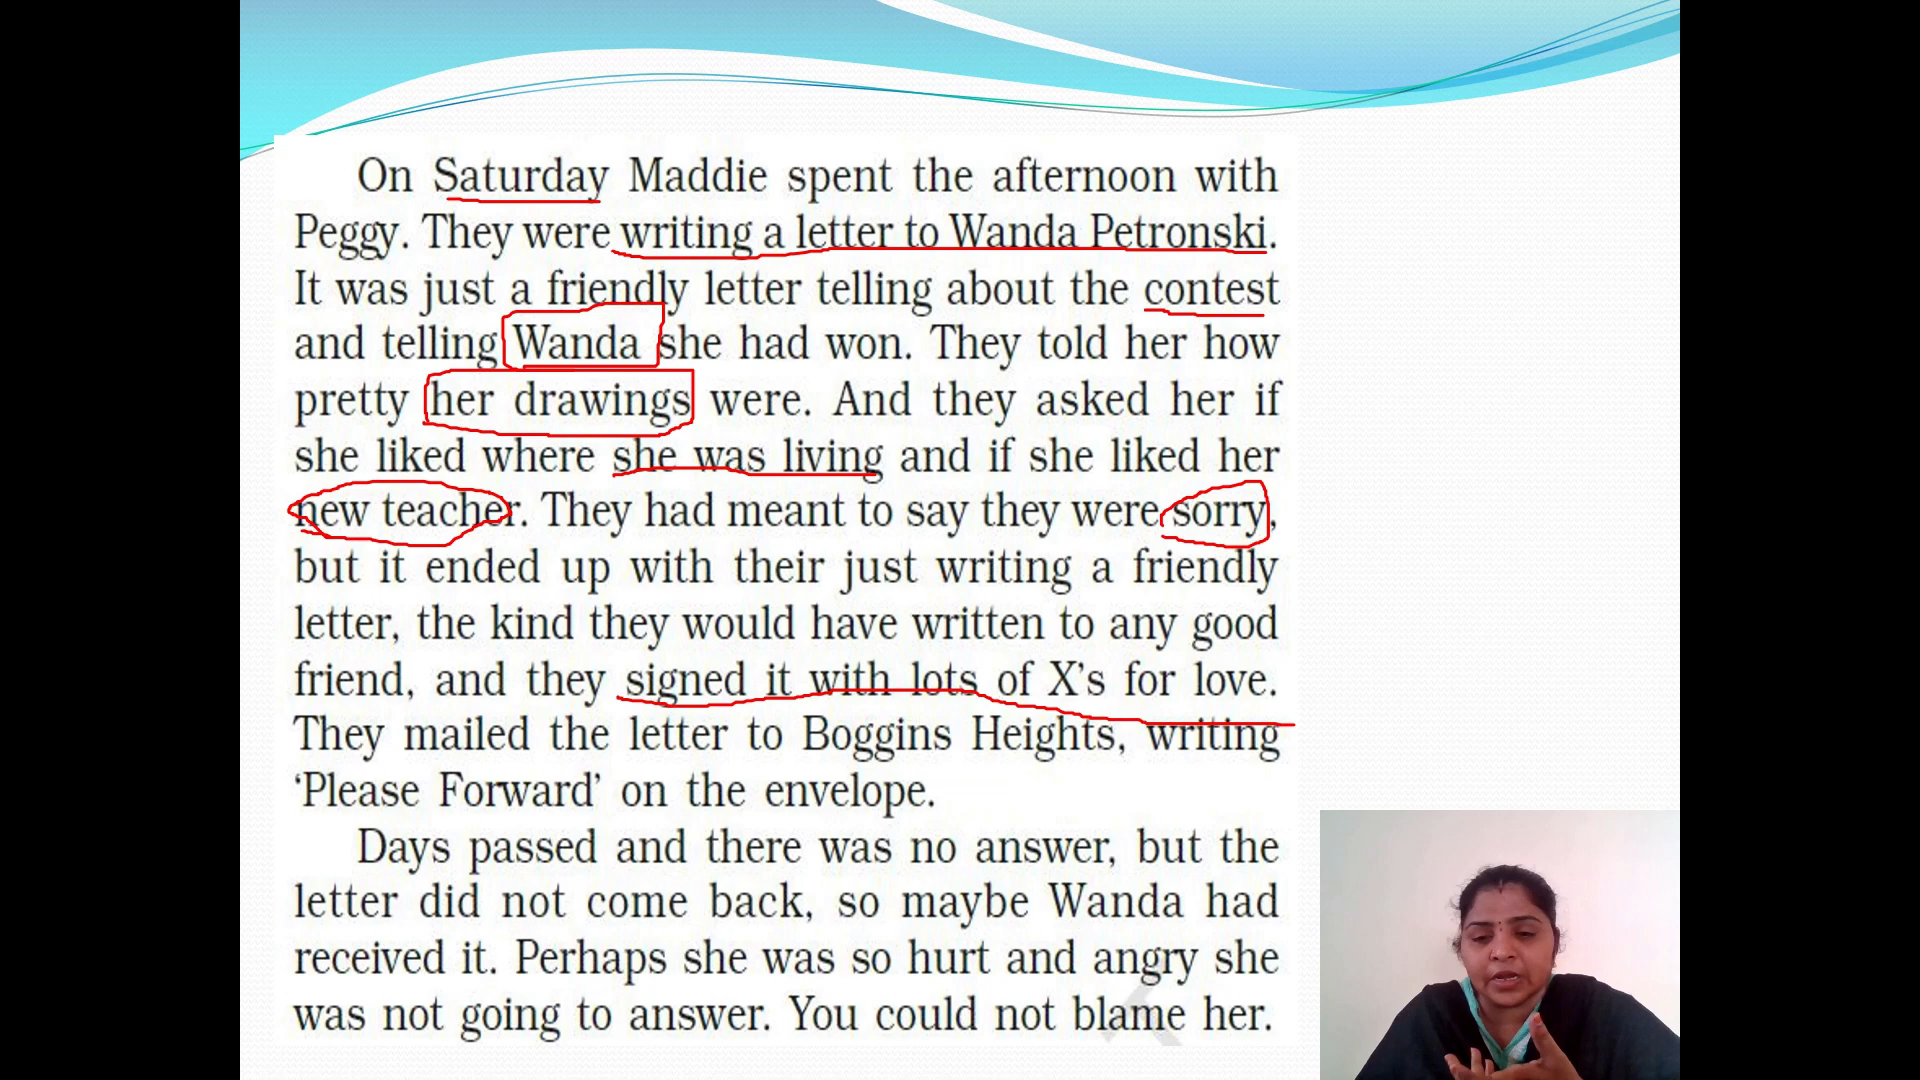 On Saturday Maddie spent the afternoon with
Peggy. They were writing a letter to Wanda Petronski.
It was just a friendly letter telling about the contest
and telling Wanda she had won. They told her how
pretty her drawings were. And they asked her if
she liked where she was living and if she liked her
new teacher. They had meant to say they were sorry,
but it ended up with their just writing a friendly
letter, the kind they would have written to any good
friend, and they signed it with lots of X's for love.
They mailed the letter to Boggins Heights, writing
‘Please Forward’ on the envelope.
Days passed and there was no answer, but the
letter did not come back, so maybe Wanda had
received it. Perhaps she was so hurt and angry she
was not going to answer. You could not blame her.